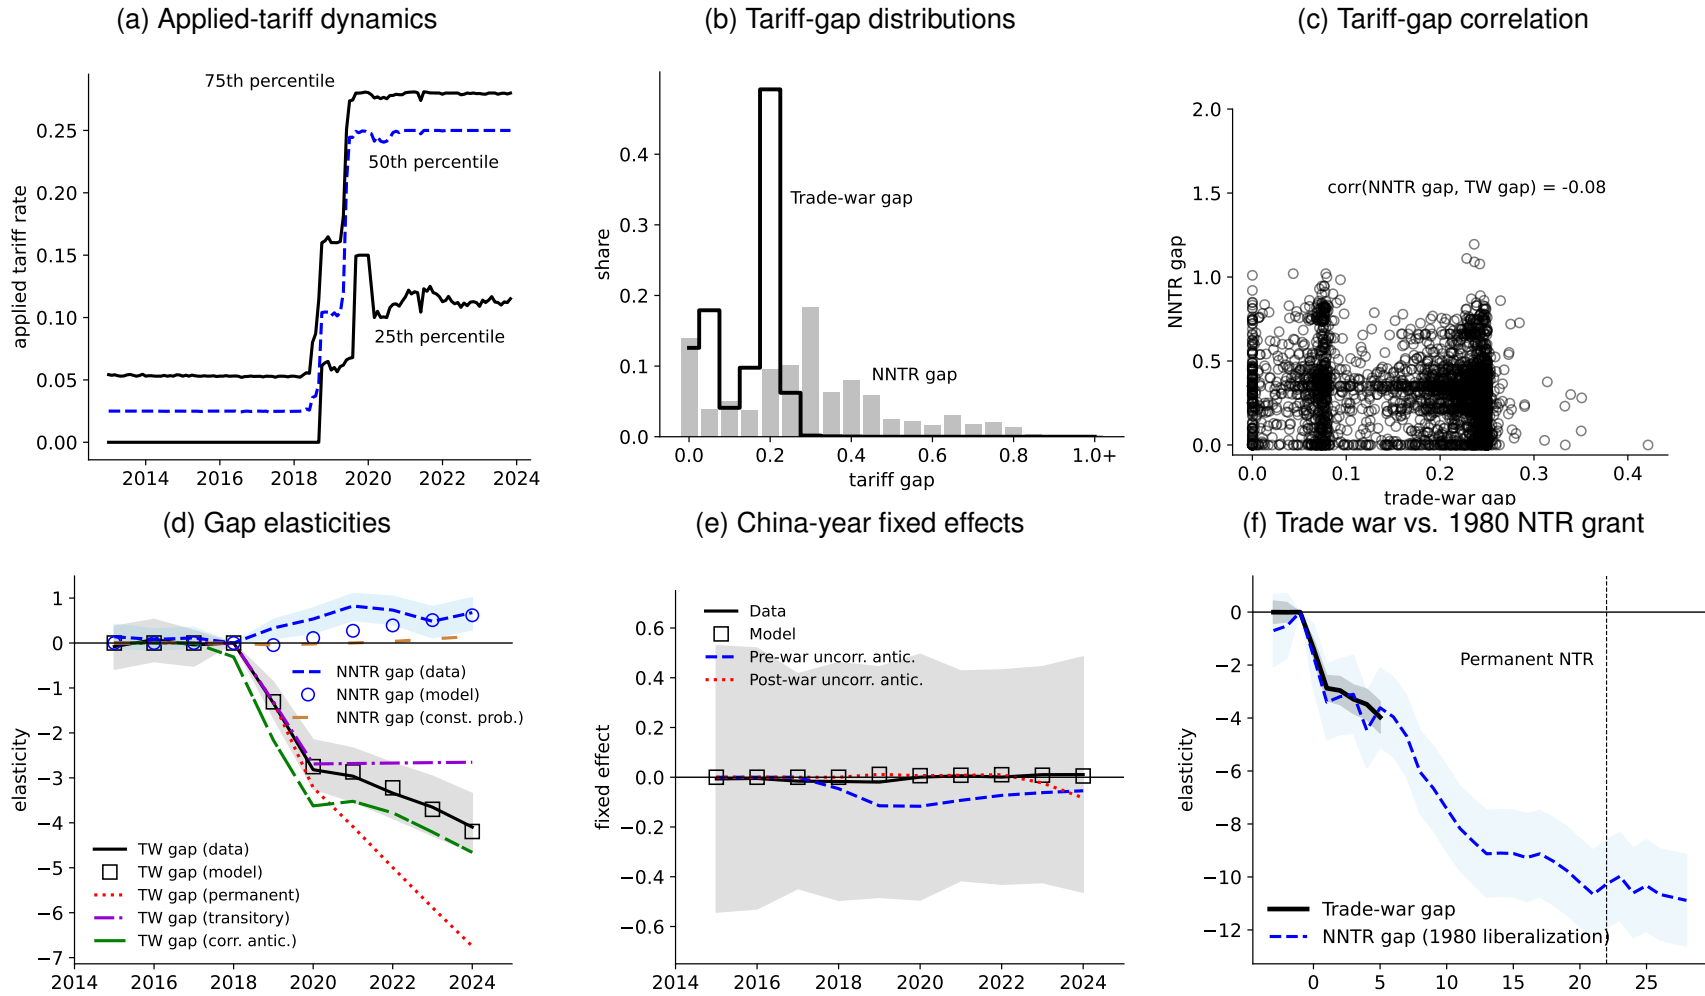 (a) Applied-tariff dynamics
75th percentile
50th percentile
25th percentile
applied tariff rate
0.25
0.20
0.15
0.10
0.05
0.00
2014 2016 2018 2020 2022 2024
(b) Tariff-gap distributions
Trade-war gap
NNTR gap
share
0.4
0.3
0.2
0.1
0.0
0.0 0.2 0.4 0.6 0.8 1.0+
tariff gap
(c) Tariff-gap correlation
corr(NNTR gap, TW gap) = -0.08
NNTR gap
2.0
1.5
1.0
0.5
0.0
0.0 0.1 0.2 0.3 0.4
trade-war gap
(d) Gap elasticities
elasticity
1
0
−1
−2
−3
−4
−5
−6
−7
NNTR gap (data)
NNTR gap (model)
NNTR gap (const. prob.)
TW gap (data)
TW gap (model)
TW gap (permanent)
TW gap (transitory)
TW gap (corr. antic.)
2014 2016 2018 2020 2022 2024
(e) China-year fixed effects
fixed effect
0.6
0.4
0.2
0.0
−0.2
−0.4
−0.6
Data
Model
Pre-war uncorr. antic.
Post-war uncorr. antic.
2014 2016 2018 2020 2022 2024
(f) Trade war vs. 1980 NTR grant
elasticity
0
−2
−4
−6
−8
−10
−12
Permanent NTR
Trade-war gap
NNTR gap (1980 liberalization)
0 5 10 15 20 25